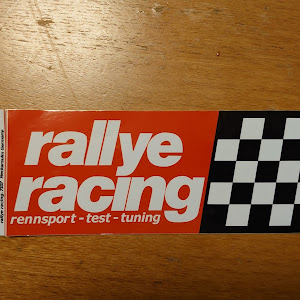 rallye
racing
rennsport - test - tuning